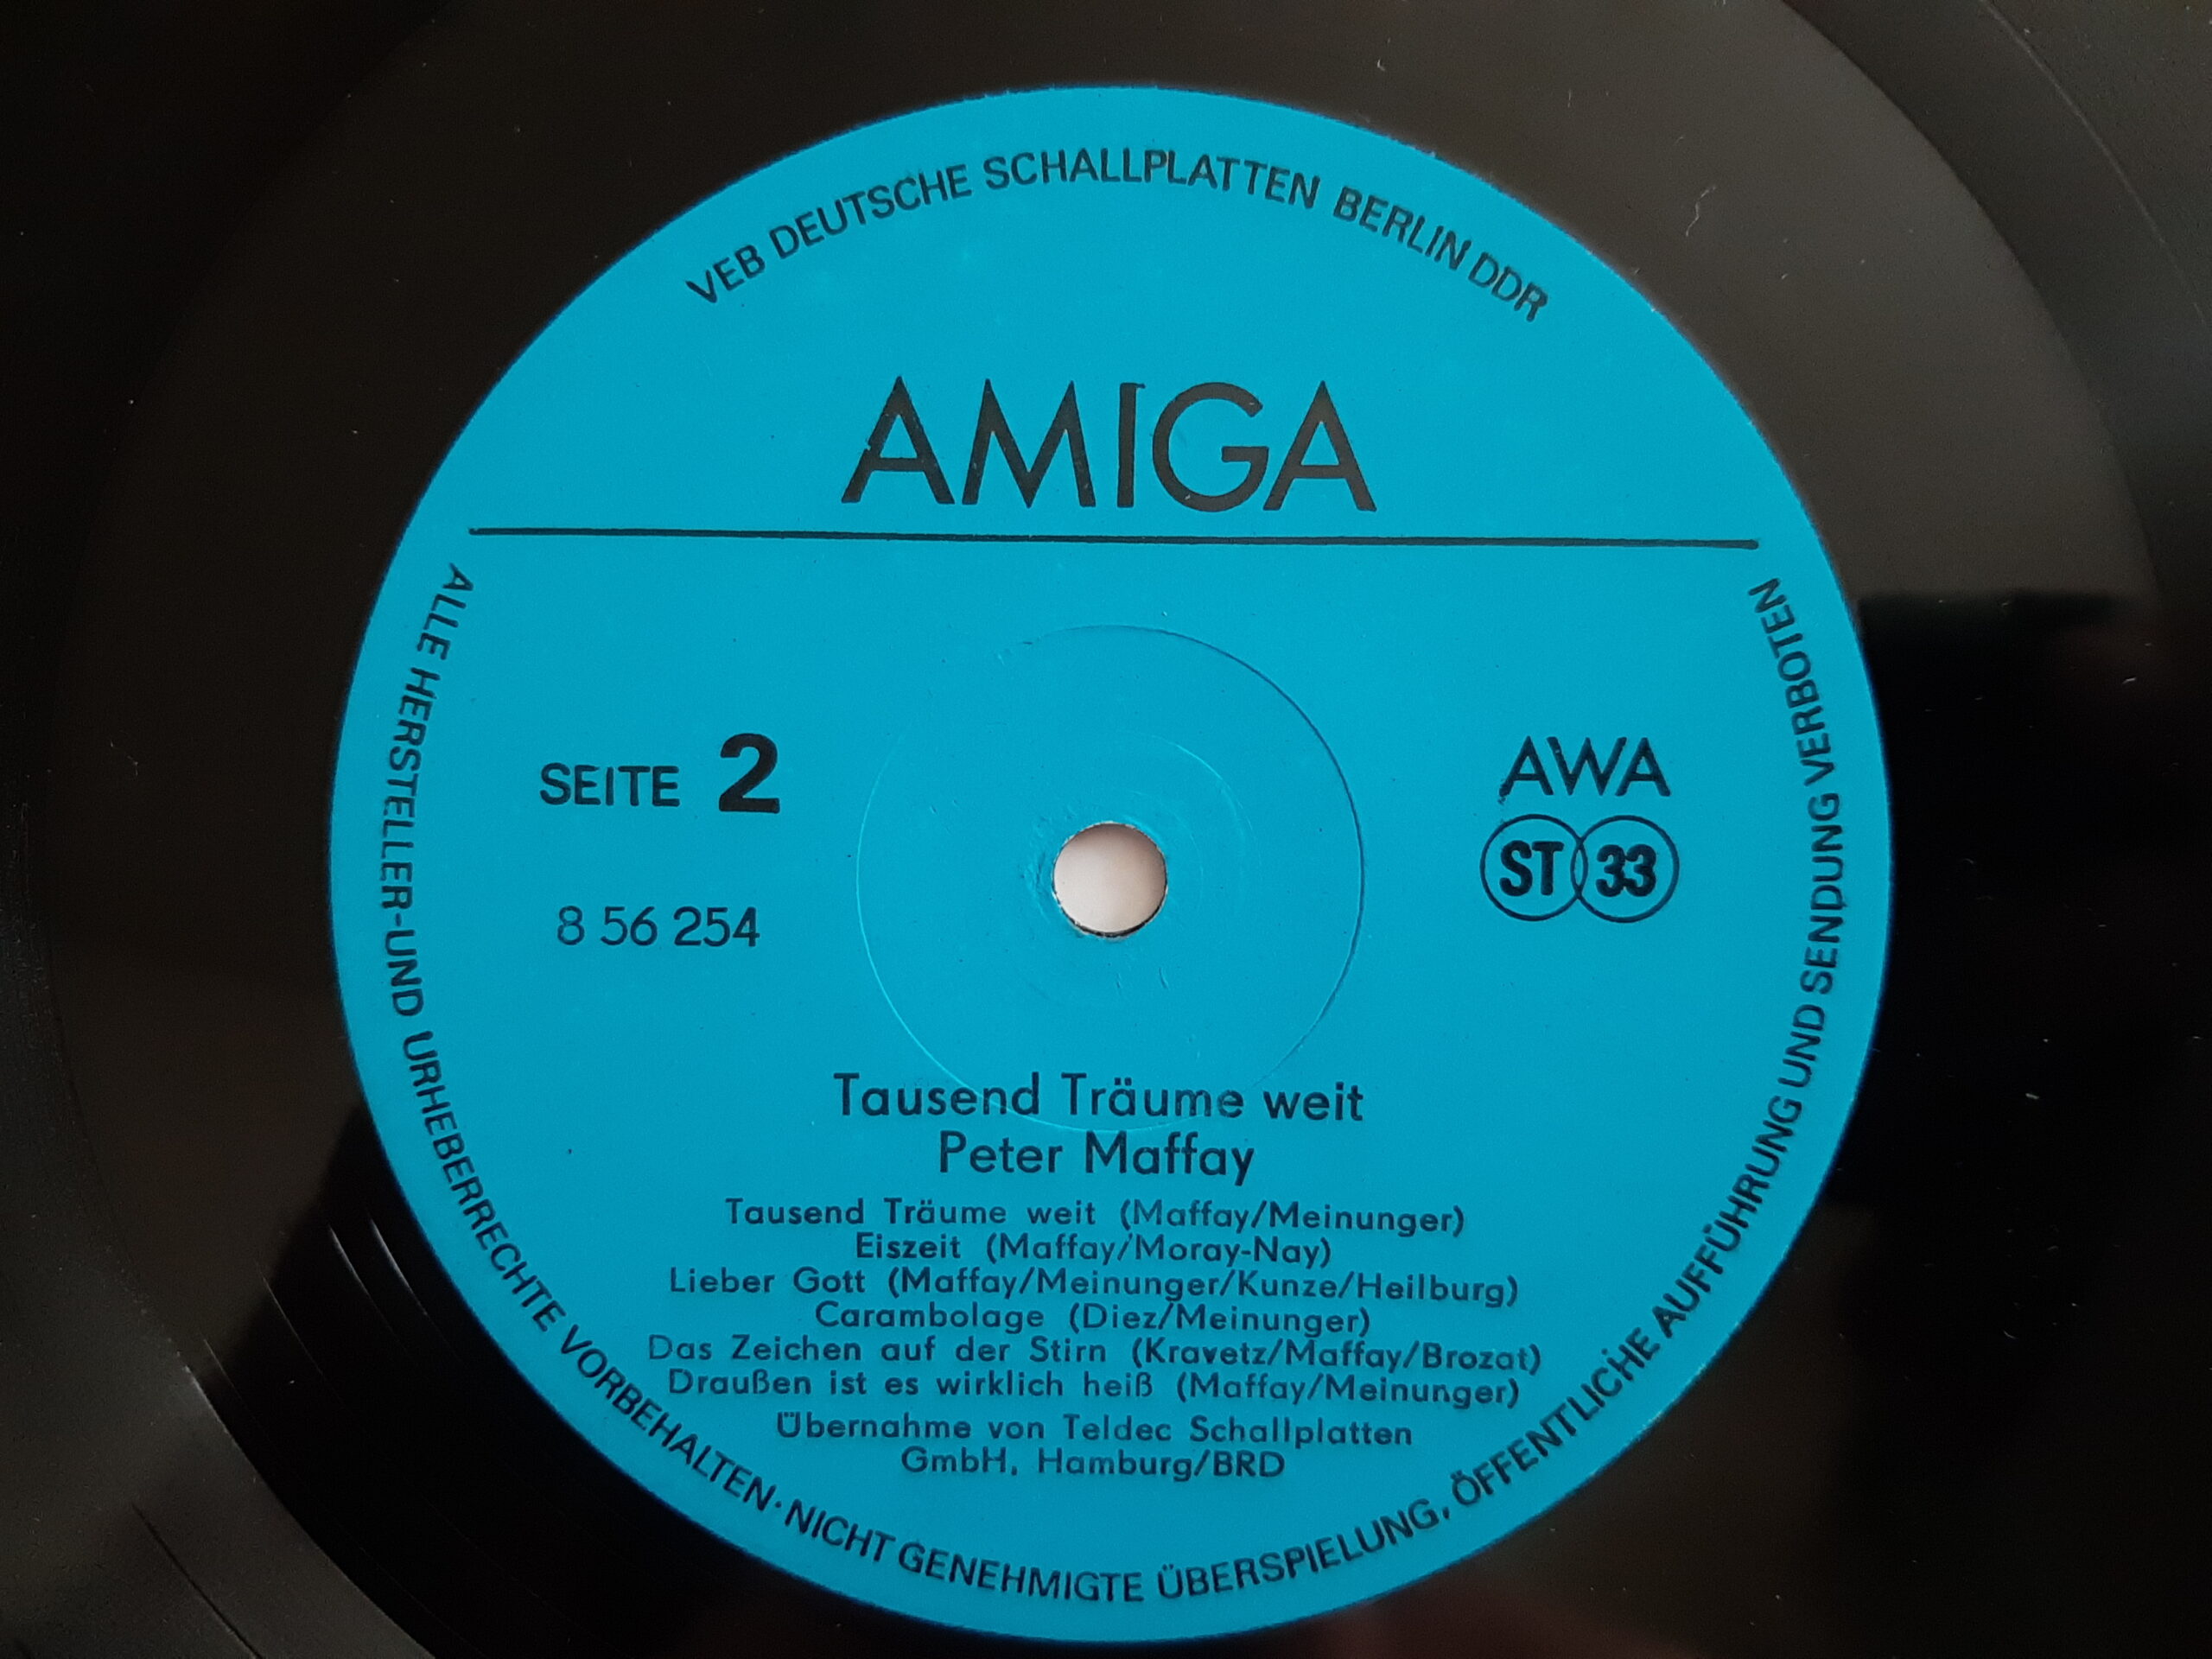 VEB DEUTSCHE SCHALLPLATTEN BERLIN DDR
AMIGA
SEITE 2
8 56 254
AWA
ST 33
Tausend Träume weit
Peter Maffay
Tausend Träume weit (Maffay/Meinunger)
Eiszeit (Maffay/Moray-Nay)
Lieber Gott (Maffay/Meinunger/Kunze/Heilburg)
Carambolage (Diez/Meinunger)
Das Zeichen auf der Stirn (Kravetz/Maffay/Brozat)
Draußen ist es wirklich heiß (Maffay/Meinunger)
Übernahme von Teldec Schallplatten
GmbH, Hamburg/BRD
ALLE HERSTELLER-UND URHEBERRECHTE VORBEHALTEN·NICHT GENEHMIGTE ÜBERSPIELUNG, ÖFFENTLICHE AUFFÜHRUNG UND SENDUNG VERBOTEN